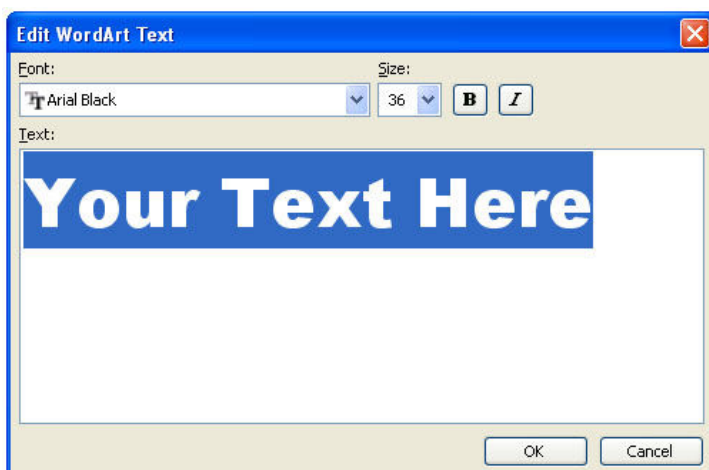 Edit WordArt Text
Font: Size:
Arial Black 36 B I
Text:
Your Text Here
OK Cancel